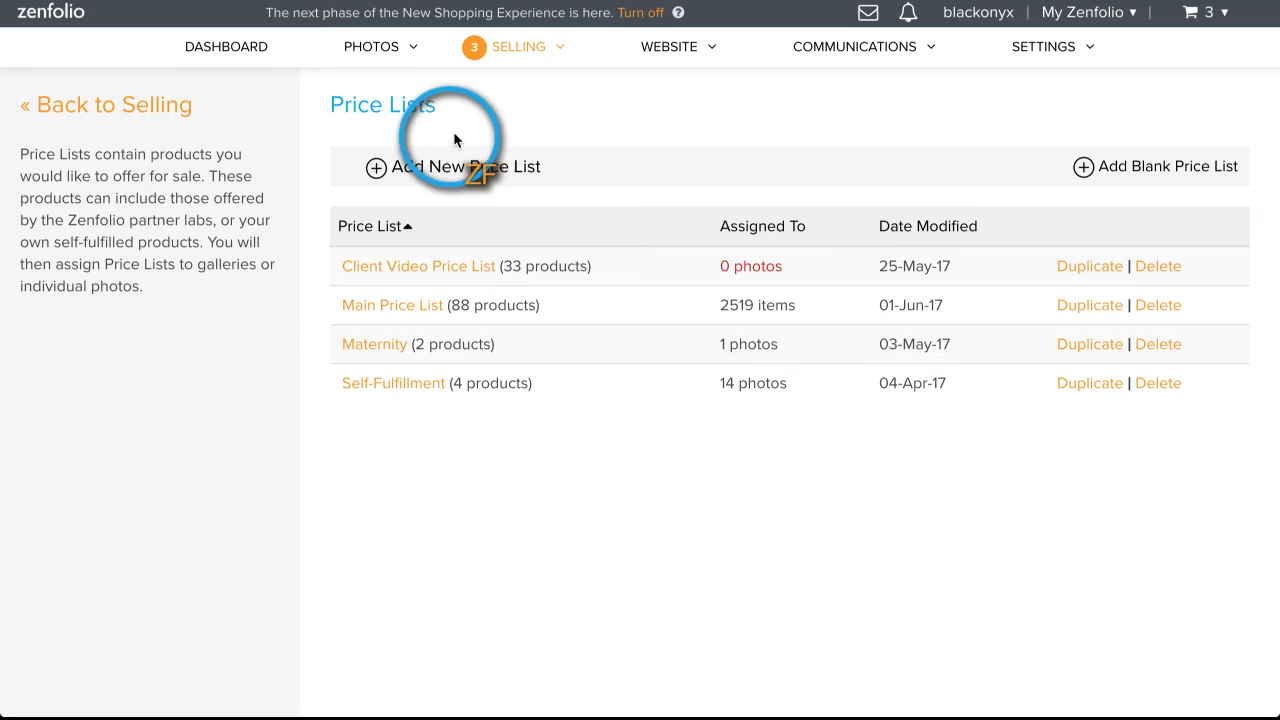 zenfolio The next phase of the New Shopping Experience is here. Turn off ? blackonyx | My Zenfolio ▾ | 3 ▾
DASHBOARD PHOTOS 3 SELLING WEBSITE COMMUNICATIONS SETTINGS
« Back to Selling
Price Lists contain products you
would like to offer for sale. These
products can include those offered
by the Zenfolio partner labs, or your
own self-fulfilled products. You will
then assign Price Lists to galleries or
individual photos.
Price Lists
Add New Price List Add Blank Price List
ZF
Price List Assigned To Date Modified
Client Video Price List (33 products) 0 photos 25-May-17 Duplicate | Delete
Main Price List (88 products) 2519 items 01-Jun-17 Duplicate | Delete
Maternity (2 products) 1 photos 03-May-17 Duplicate | Delete
Self-Fulfillment (4 products) 14 photos 04-Apr-17 Duplicate | Delete